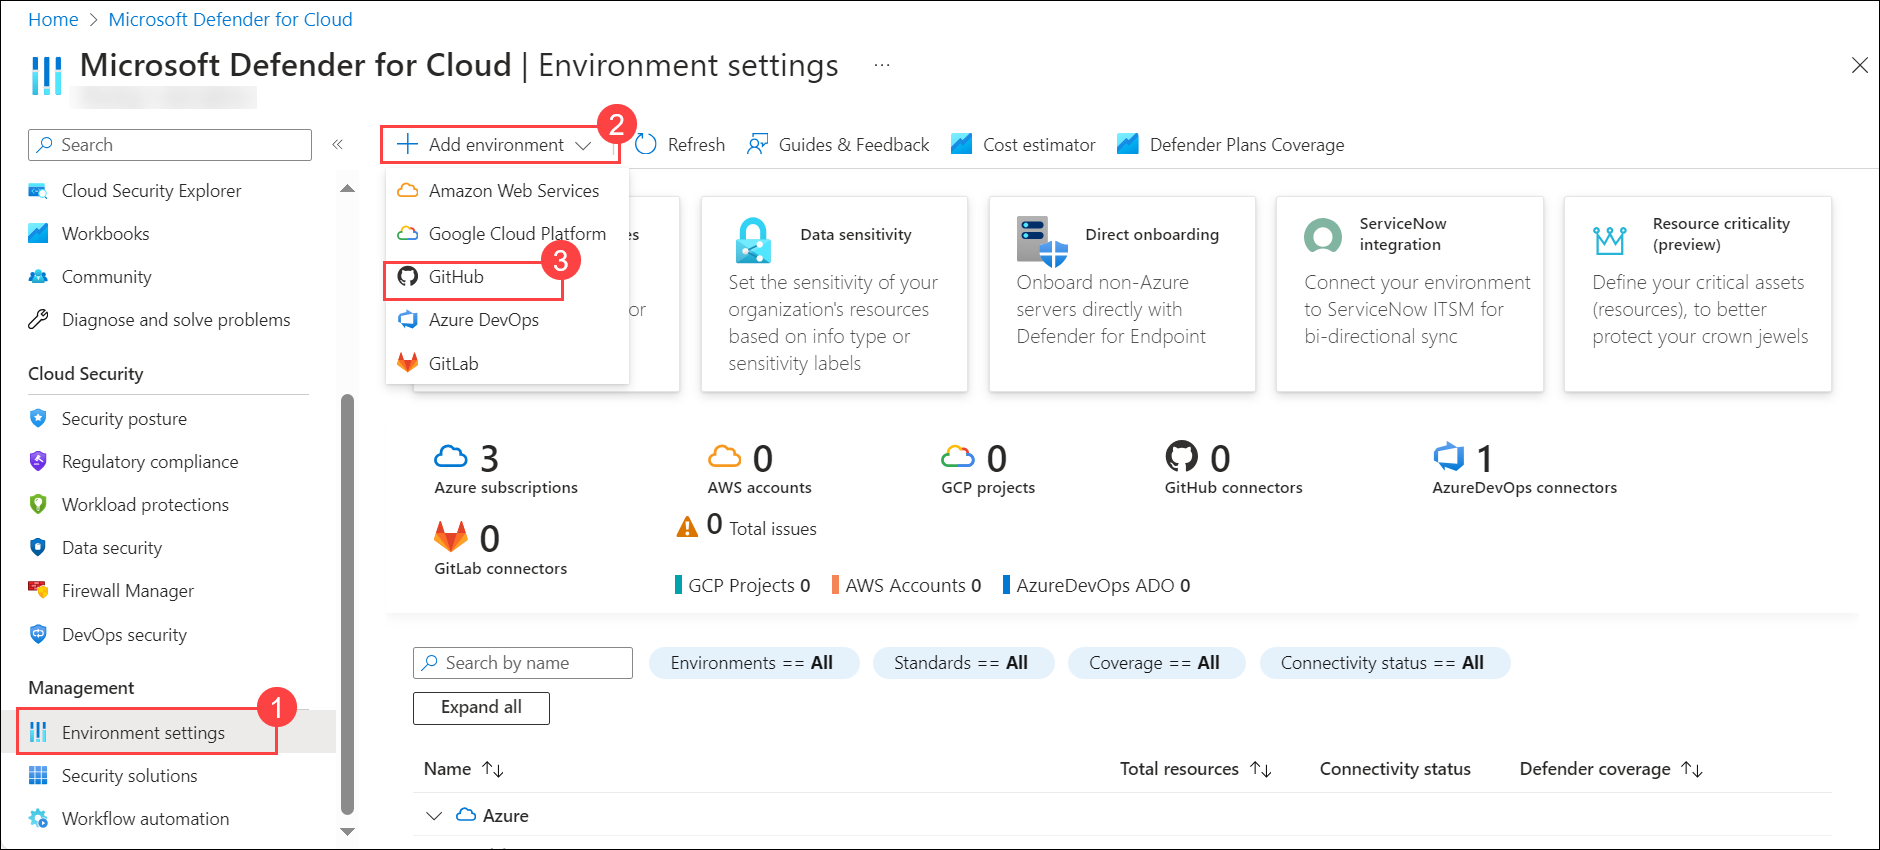 Home > Microsoft Defender for Cloud
Microsoft Defender for Cloud | Environment settings ...
Search
«
Cloud Security Explorer
Workbooks
Community
Diagnose and solve problems
Cloud Security
Security posture
Regulatory compliance
Workload protections
Data security
Firewall Manager
DevOps security
Management
1
Environment settings
Security solutions
Workflow automation
2
Add environment
Refresh
Guides & Feedback
Cost estimator
Defender Plans Coverage
Amazon Web Services
Google Cloud Platform
3
GitHub
Azure DevOps
GitLab
es
or
Data sensitivity
Set the sensitivity of your
organization's resources
based on info type or
sensitivity labels
Direct onboarding
Onboard non-Azure
servers directly with
Defender for Endpoint
ServiceNow
integration
Connect your environment
to ServiceNow ITSM for
bi-directional sync
Resource criticality
(preview)
Define your critical assets
(resources), to better
protect your crown jewels
3
Azure subscriptions
0
AWS accounts
0
GCP projects
0
GitHub connectors
1
AzureDevOps connectors
0
GitLab connectors
0 Total issues
GCP Projects 0
AWS Accounts 0
AzureDevOps ADO 0
Search by name
Environments == All
Standards == All
Coverage == All
Connectivity status == All
Expand all
Name
Total resources
Connectivity status
Defender coverage
Azure